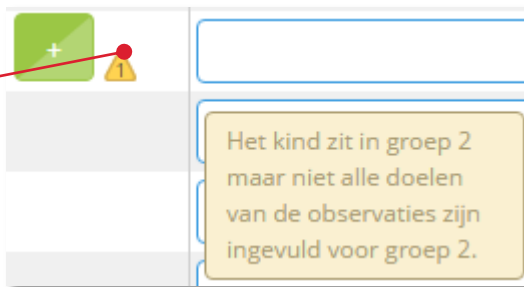 +
1
Het kind zit in groep 2
maar niet alle doelen
van de observaties zijn
ingevuld voor groep 2.